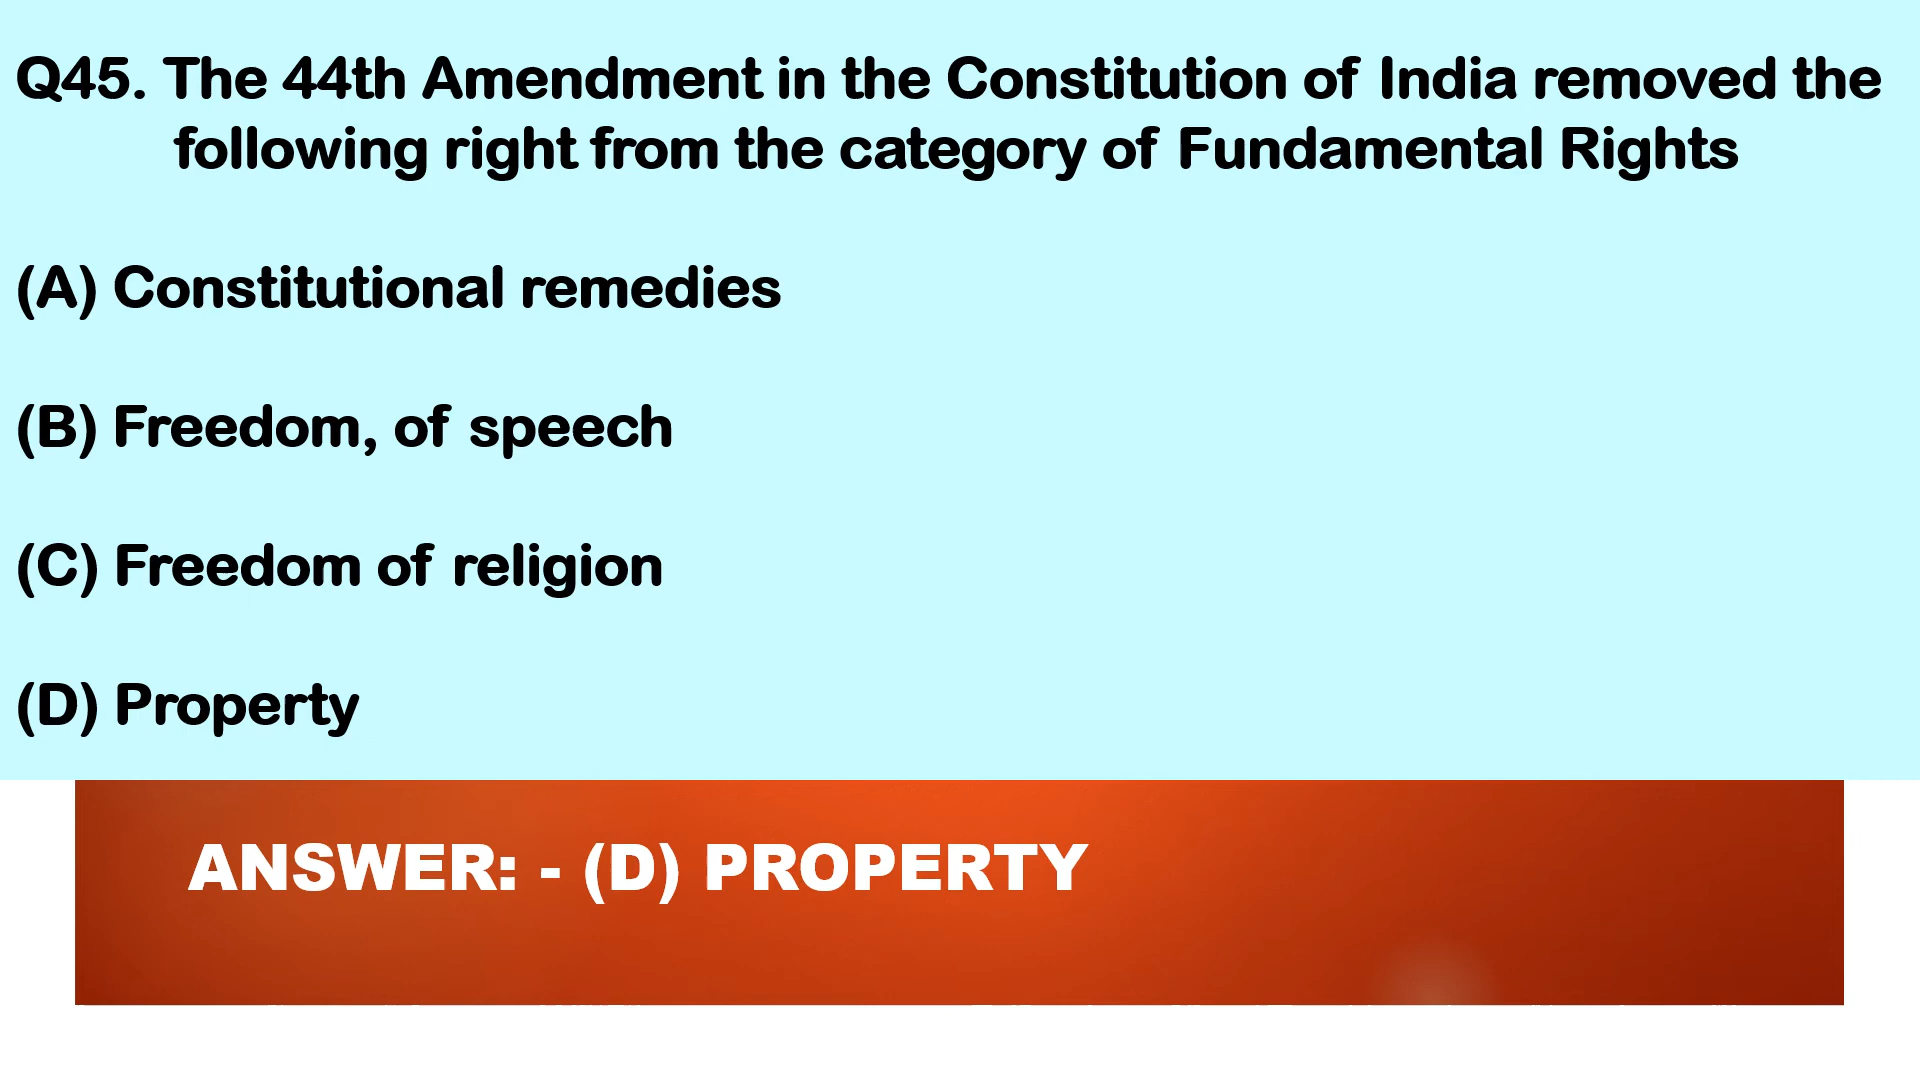 Q45. The 44th Amendment in the Constitution of India removed the
following right from the category of Fundamental Rights
(A) Constitutional remedies
(B) Freedom, of speech
(C) Freedom of religion
(D) Property
ANSWER: - (D) PROPERTY